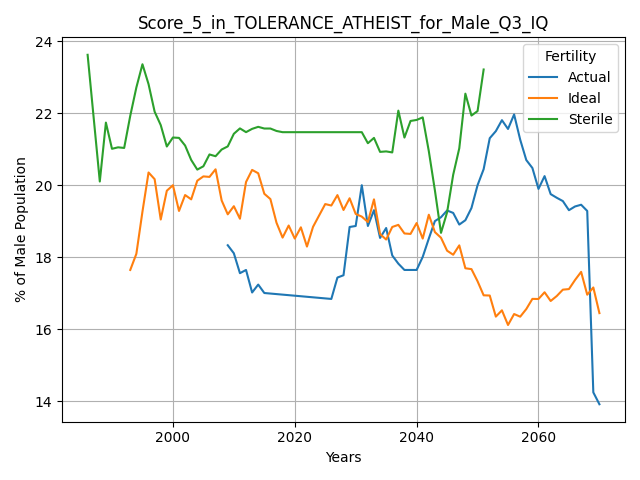 Score_5_in_TOLERANCE_ATHEIST_for_Male_Q3_IQ
24
22
20
18
16
14
% of Male Population
Fertility
Actual
Ideal
Sterile
2000
2020
2040
2060
Years